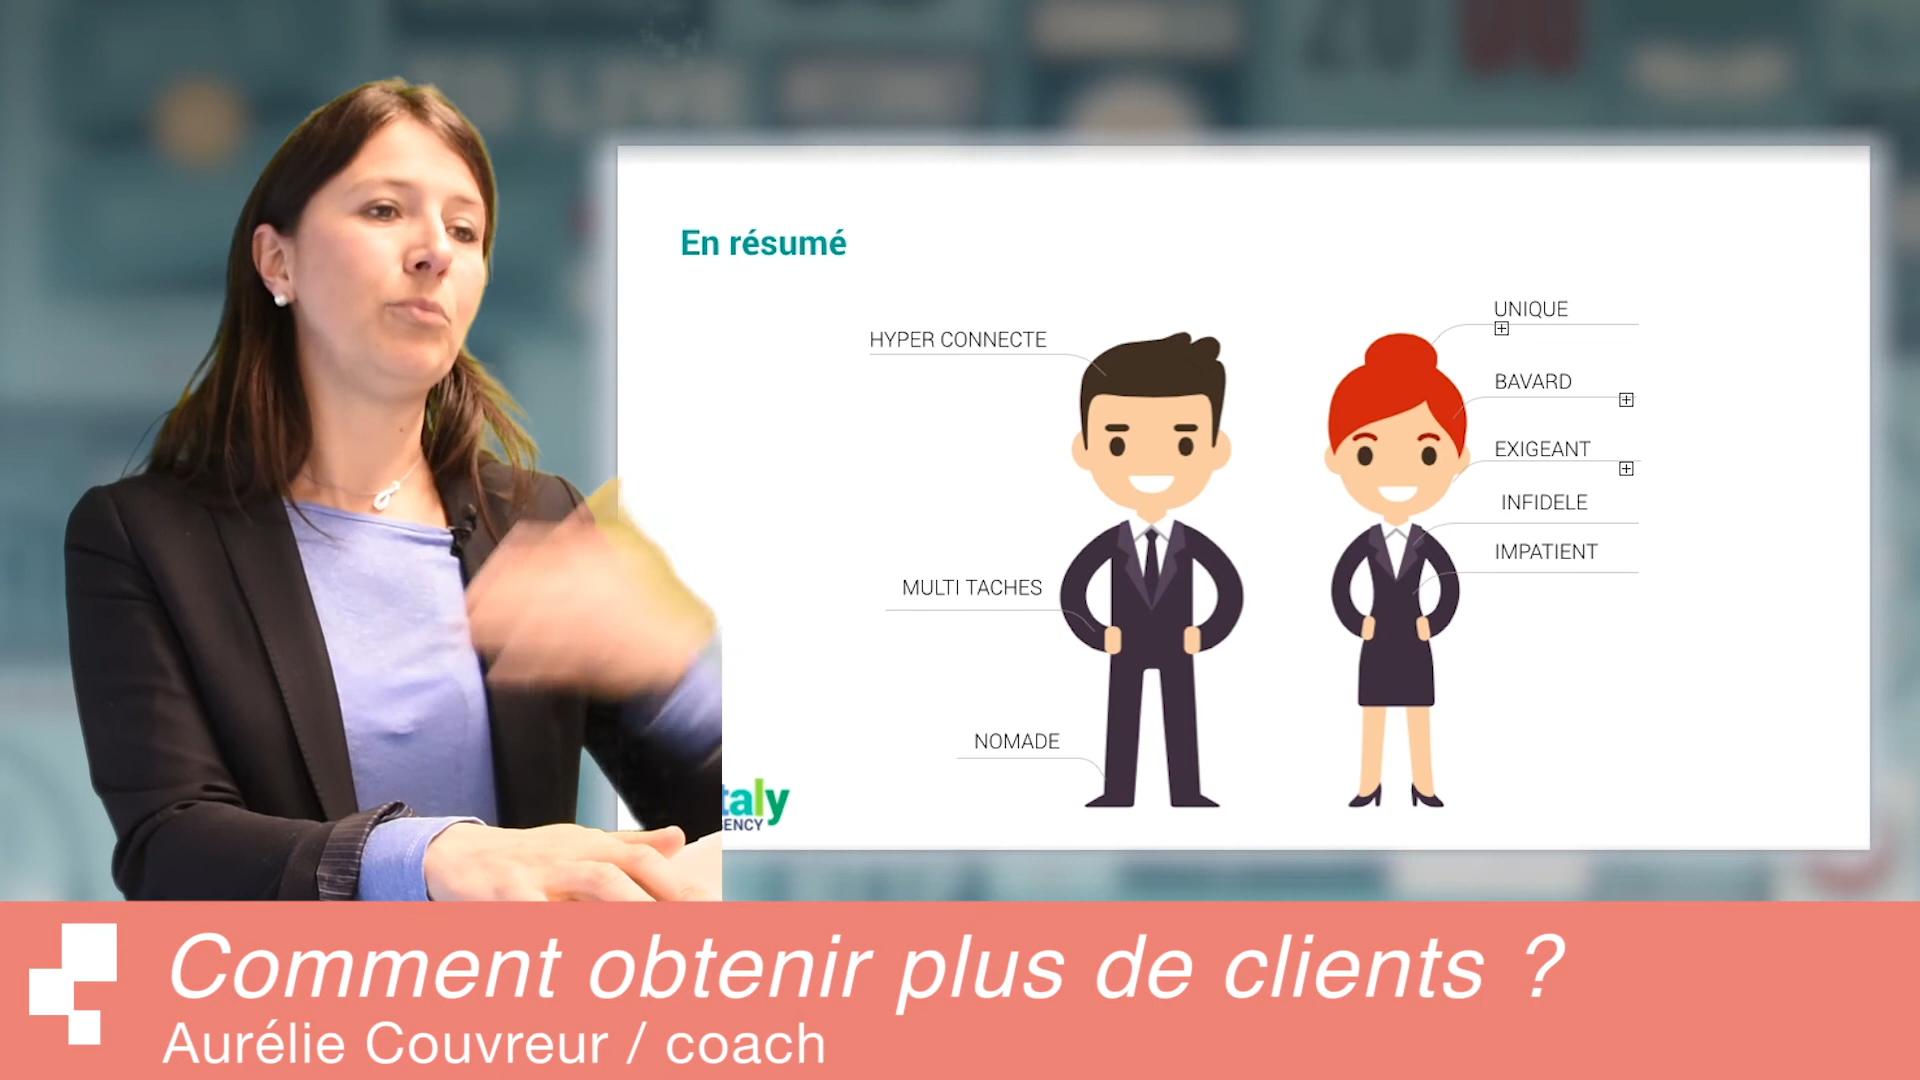 En résumé
HYPER CONNECTE
MULTI TACHES
NOMADE
UNIQUE
BAVARD
EXIGEANT
INFIDELE
IMPATIENT
taly
ENCY
Comment obtenir plus de clients ?
Aurélie Couvreur / coach